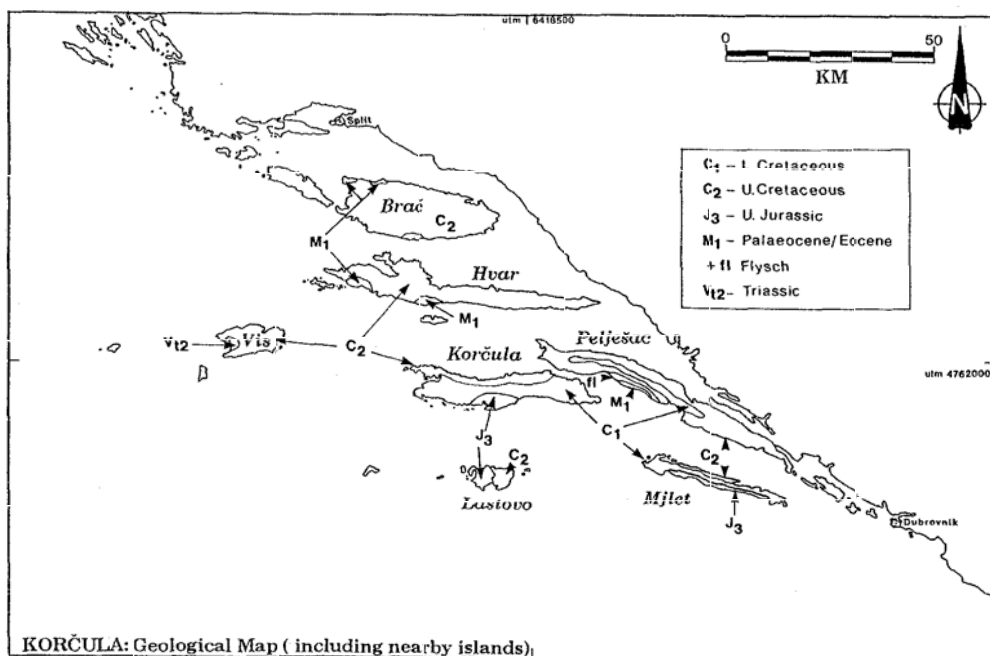 utm | 6416500
0 50
KM
N
Split
C1 – L Cretaceous
C2 – U. Cretaceous
J3 – U. Jurassic
M1 – Palaeocene/Eocene
+ fl Flysch
Vt2 – Triassic
Brač
C2
M1
Hvar
M1
Pelješac
Vt2
Vis
C2
Korčula
utm 4762000
fl
M1
C1
J3
C2
C2
Lastovo
Mljet
J3
Dubrovnik
KORČULA: Geological Map ( including nearby islands)